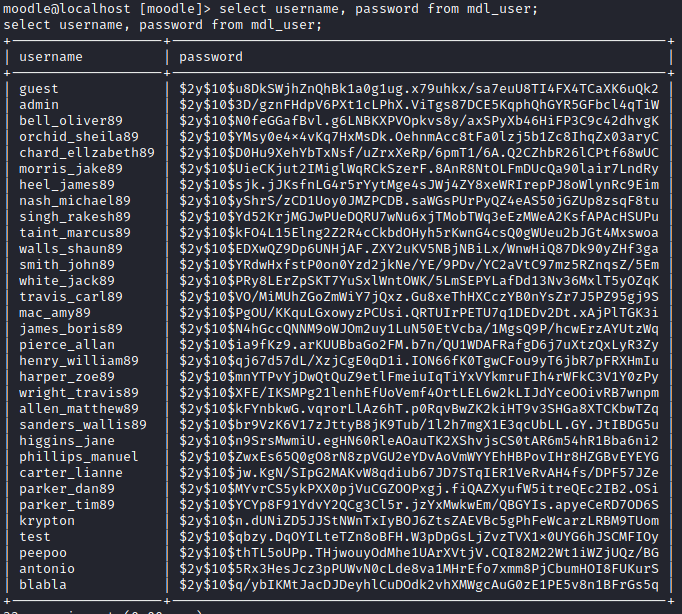 moodle@localhost [moodle]> select username, password from mdl_user;
select username, password from mdl_user;
username | password
guest | $2y$10$u8DkSWjhZnQhBk1a0g1ug.x79uhkx/sa7euU8TI4FX4TCaXK6uQk2
admin | $2y$10$3D/gznFHdpV6PXt1cLPhX.ViTgs87DCE5KqphQhGYR5GFbcl4qTiW
bell_oliver89 | $2y$10$N0feGGafBvl.g6LNBKXPVOpkvs8y/axSPyXb46HiFP3C9c42dhvgK
orchid_sheila89 | $2y$10$YMsy0e4×4vKq7HxMsDk.OehnmAcc8tFa0lzj5b1Zc8IhqZx03aryC
chard_ellzabeth89 | $2y$10$D0Hu9XehYbTxNsf/uZrxXeRp/6pmT1/6A.Q2CZhbR26lCPtf68wUC
morris_jake89 | $2y$10$UieCKjut2IMiglWqRCkSzerF.8AnR8NtOLFmDUcQa90lair7LndRy
heel_james89 | $2y$10$sjk.jJKsfnLG4r5rYytMge4sJWj4ZY8xeWRIrepPJ8oWlynRc9Eim
nash_michael89 | $2y$10$yShrS/zCD1Uoy0JMZPCDB.saWGsPUrPyQZ4eAS50jGZUp8zsqF8tu
singh_rakesh89 | $2y$10$Yd52KrjMGJwPUeDQRU7wNu6xjTMobTWq3eEzMWeA2KsfAPAcHSUPu
taint_marcus89 | $2y$10$kFO4L15Elng2Z2R4cCkbdOHyh5rKwnG4csQ0gWUeu2bJGt4Mxswoa
walls_shaun89 | $2y$10$EDXwQZ9Dp6UNHjAF.ZXY2uKV5NBjNBiLx/WnwHiQ87Dk90yZHf3ga
smith_john89 | $2y$10$YRdwHxfstP0on0Yzd2jkNe/YE/9PDv/YC2aVtC97mz5RZnqsZ/5Em
white_jack89 | $2y$10$PRy8LErZpSKT7YuSxlWntOWK/5LmSEPYLafDd13Nv36MxlT5yOZqK
travis_carl89 | $2y$10$VO/MiMUhZGoZmWiY7jQxz.Gu8xeThHXCczYB0nYsZr7J5PZ95gj9S
mac_amy89 | $2y$10$PgOU/KKquLGxowyzPCUsi.QRTUIrPETU7q1DEDv2Dt.xAjPlTGK3i
james_boris89 | $2y$10$N4hGccQNNM9oWJOm2uy1LuN50EtVcba/1MgsQ9P/hcwErzAYUtzWq
pierce_allan | $2y$10$ia9fKz9.arKUUBbaGo2FM.b7n/QU1WDAFRafgD6j7uXtzQxLyR3Zy
henry_william89 | $2y$10$qj67d57dL/XzjCgE0qD1i.ION66fK0TgwCFou9yT6jbR7pFRXHmIu
harper_zoe89 | $2y$10$mnYTPvYjDwQtQuZ9etlFmeiuIqTiYxVYkmruFIh4rWFkC3V1Y0zPy
wright_travis89 | $2y$10$XFE/IKSMPg21lenHEfUoVemf4OrtLEL6w2kLIJdYceOOivRB7wnpm
allen_matthew89 | $2y$10$kFYnbkwG.vqrorLlAz6hT.p0RqvBwZK2kiHT9v3SHGa8XTCKbwTZq
sanders_wallis89 | $2y$10$br9VzK6V17zJttyB8jK9Tub/1l2h7mgX1E3qcUbLL.GY.JtIBDG5u
higgins_jane | $2y$10$n9SrsMwmiU.egHN60RleAOauTK2XShvjsCS0tAR6m54hR1Bba6ni2
phillips_manuel | $2y$10$ZwxEs65Q0gO8rN8zpVGU2eYDvAoVmWYYEhHBPovIHr8HZGBvEYEYG
carter_lianne | $2y$10$jw.KgN/SIpG2MAKvW8qdiub67JD7STqIER1VeRvAH4fs/DPF57JZe
parker_dan89 | $2y$10$MYvrCS5ykPXX0pjVuCGZOOPxgj.fiQAZXyufW5itreQEc2IB2.OSi
parker_tim89 | $2y$10$YCYp8F91YdvY2QCg3Cl5r.jzYxMwkWEm/QBGYIs.apyeCeRD7OD6S
krypton | $2y$10$n.dUNiZD5JJStNWnTxIyBOJ6ZtsZAEVBc5gPhFeWcarzLRBM9TUom
test | $2y$10$qbzy.DqOYILteTZn8oBFH.W3pDpGsLjZvzTVX1×0UYG6hJSCMFIOy
peepoo | $2y$10$thTL5oUPp.THjwouyOdMhe1UArXVtjV.CQI82M22Wt1iWZjUQz/BG
antonio | $2y$10$5Rx3HesJcz3pPUWvN0cLde8va1MHrEfo7xmm8PjCbumHOI8FUKurS
blabla | $2y$10$q/ybIKMtJacDJDeyhlCuDOdk2vhXMWgcAuG0zE1PE5v8n1BFrGs5q